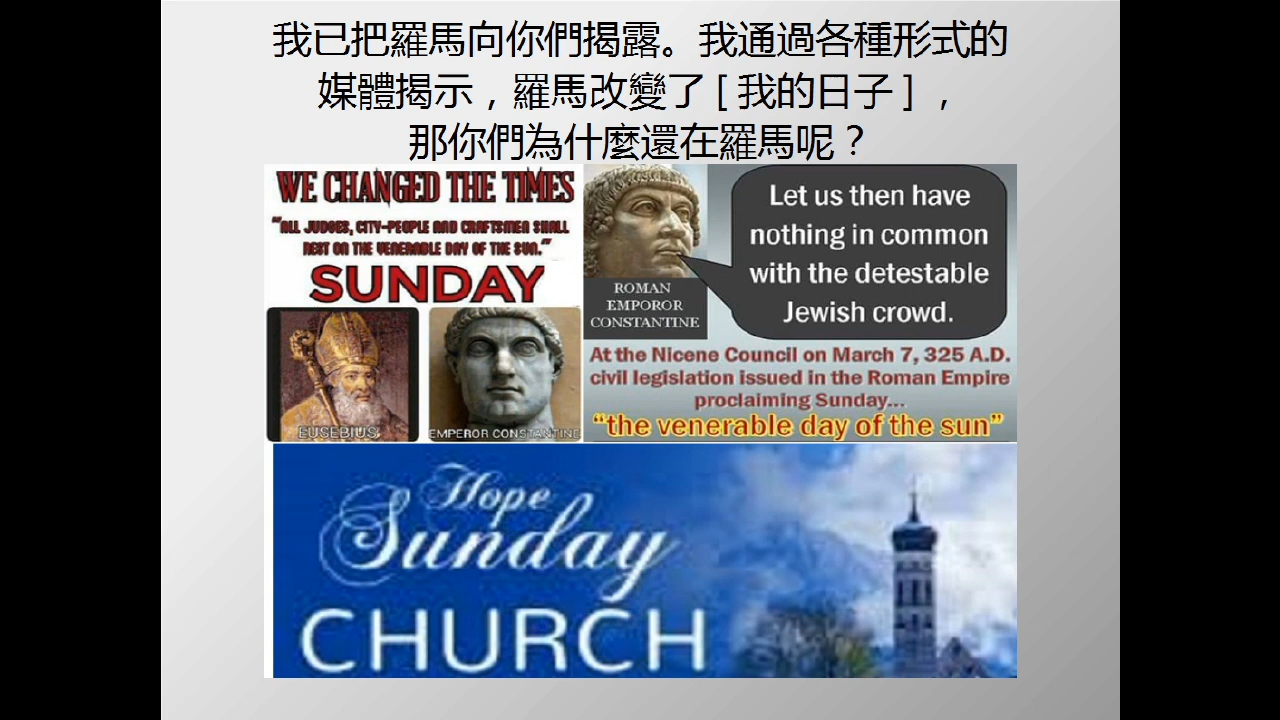 我已把羅馬向你們揭露。我通過各種形式的
媒體揭示，羅馬改變了 [ 我的日子 ] ，
那你們為什麼還在羅馬呢？
WE CHANGED THE TIMES
"ALL JUDGES, CITY-PEOPLE AND CRAFTSMEN SHALL
REST ON THE VENERABLE DAY OF THE SUN."
SUNDAY
EUSEBIUS
EMPEROR CONSTANTINE
ROMAN
EMPOROR
CONSTANTINE
Let us then have
nothing in common
with the detestable
Jewish crowd.
At the Nicene Council on March 7, 325 A.D.
civil legislation issued in the Roman Empire
proclaiming Sunday...
“the venerable day of the sun”
Hope
Sunday
CHURCH